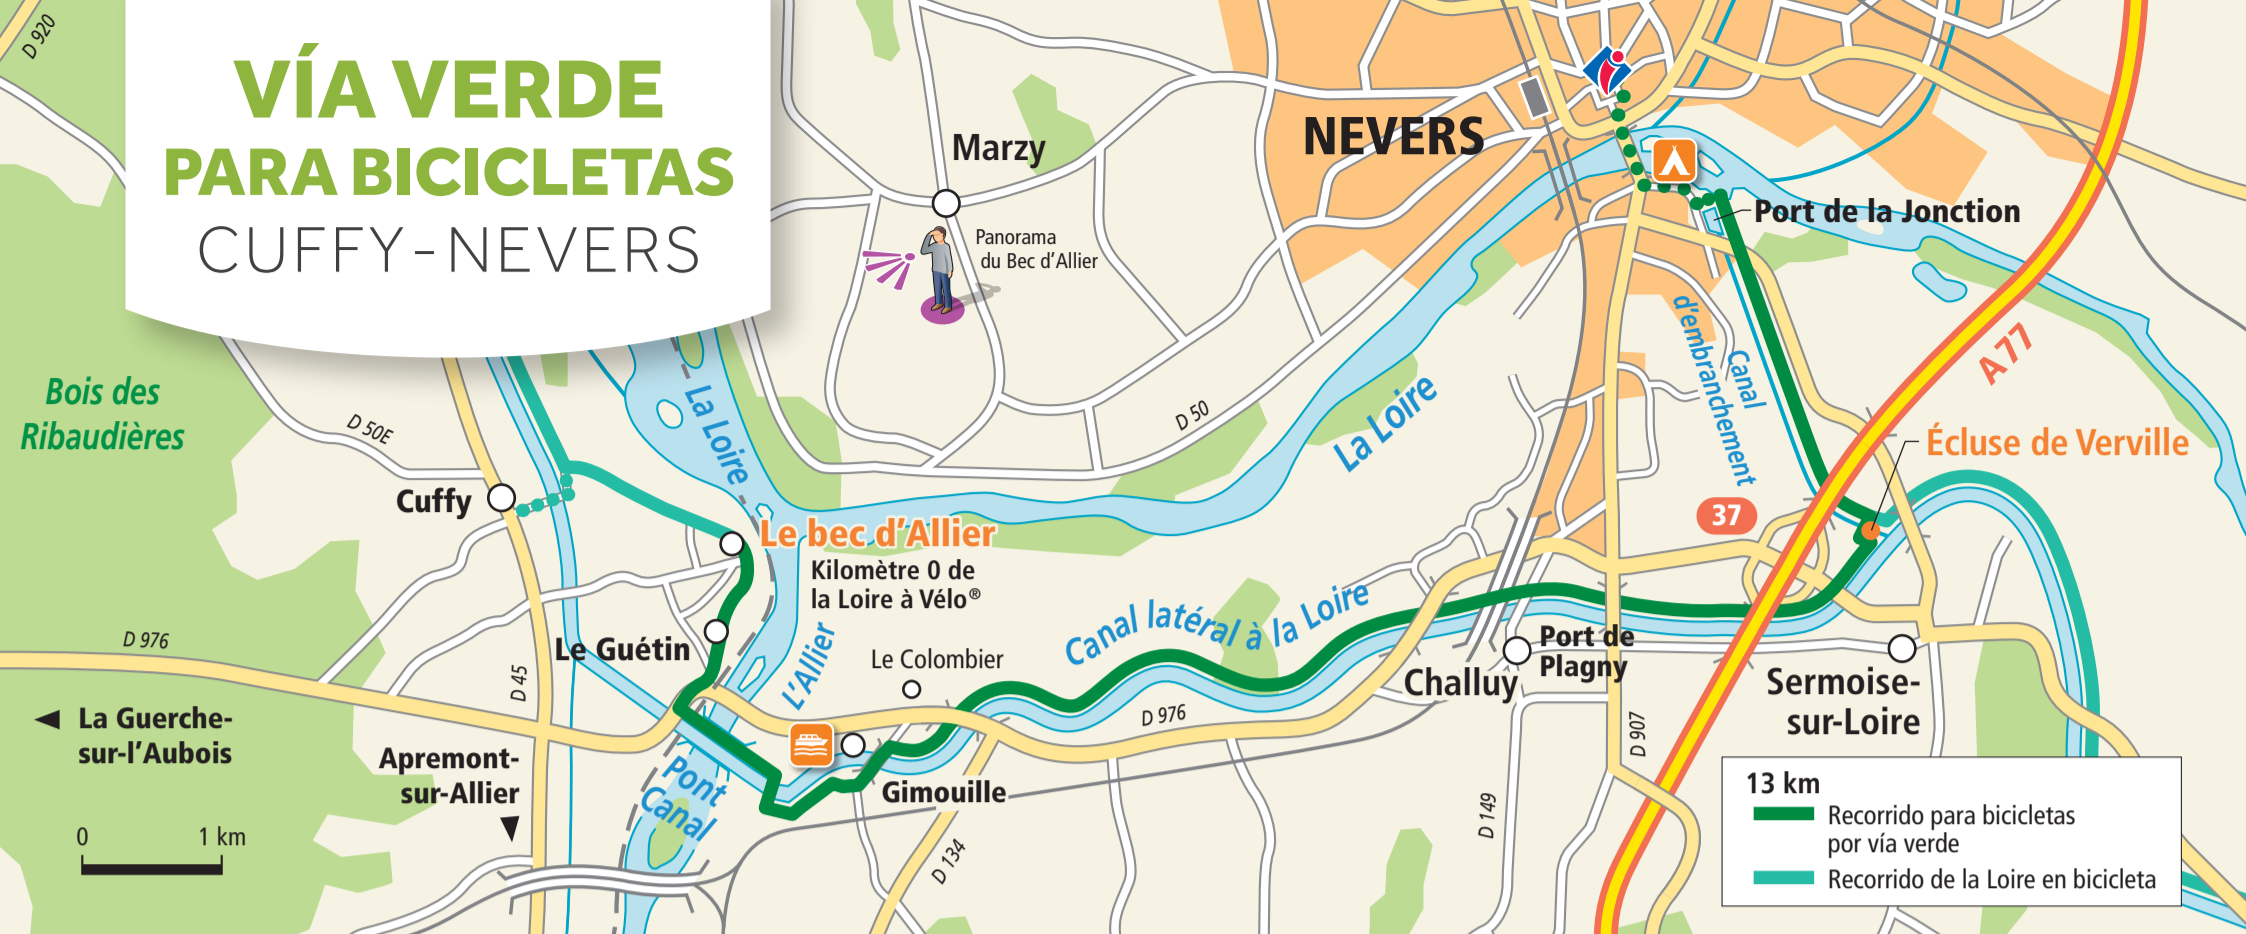 VÍA VERDE
PARA BICICLETAS
CUFFY-NEVERS
D 920
Marzy
Panorama
du Bec d'Allier
NEVERS
Port de la Jonction
Canal
d'embranchement
A 77
Écluse de Verville
37
Bois des
Ribaudières
D 50E
Cuffy
La Loire
D 50
La Loire
Le bec d'Allier
Kilomètre 0 de
la Loire à Vélo®
Canal latéral à la Loire
D 976
Le Guétin
L'Allier
Le Colombier
D 45
La Guerche-
sur-l'Aubois
Apremont-
sur-Allier
Pont
Canal
Gimouille
D 976
D 134
Challuy
Port de
Plagny
D 907
D 149
Sermoise-
sur-Loire
0 1 km
13 km
Recorrido para bicicletas
por vía verde
Recorrido de la Loire en bicicleta